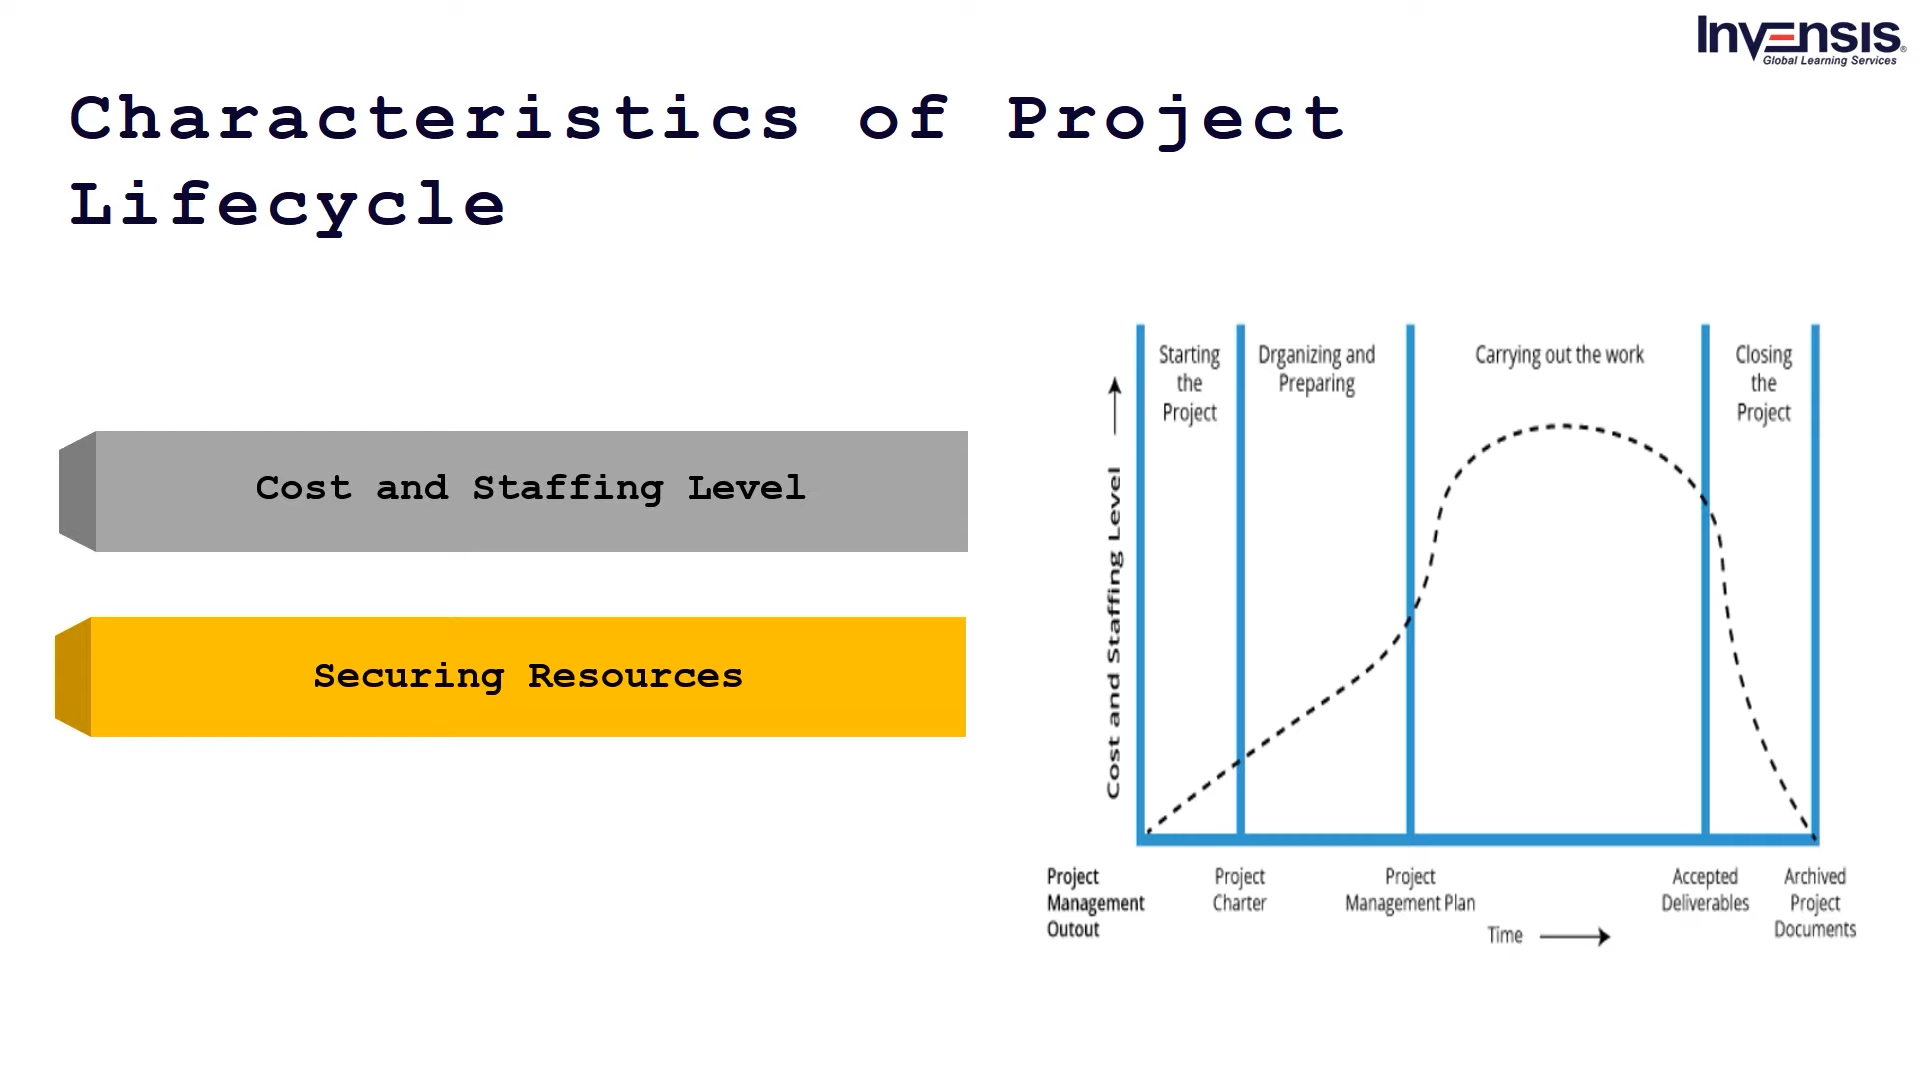 Invensis®
Global Learning Services
Characteristics of Project
Lifecycle
Cost and Staffing Level
Securing Resources
Starting
the
Project
Drganizing and
Preparing
Carrying out the work
Closing
the
Project
Cost and Staffing Level
Project
Management
Outout
Project
Charter
Project
Management Plan
Accepted
Deliverables
Archived
Project
Documents
Time